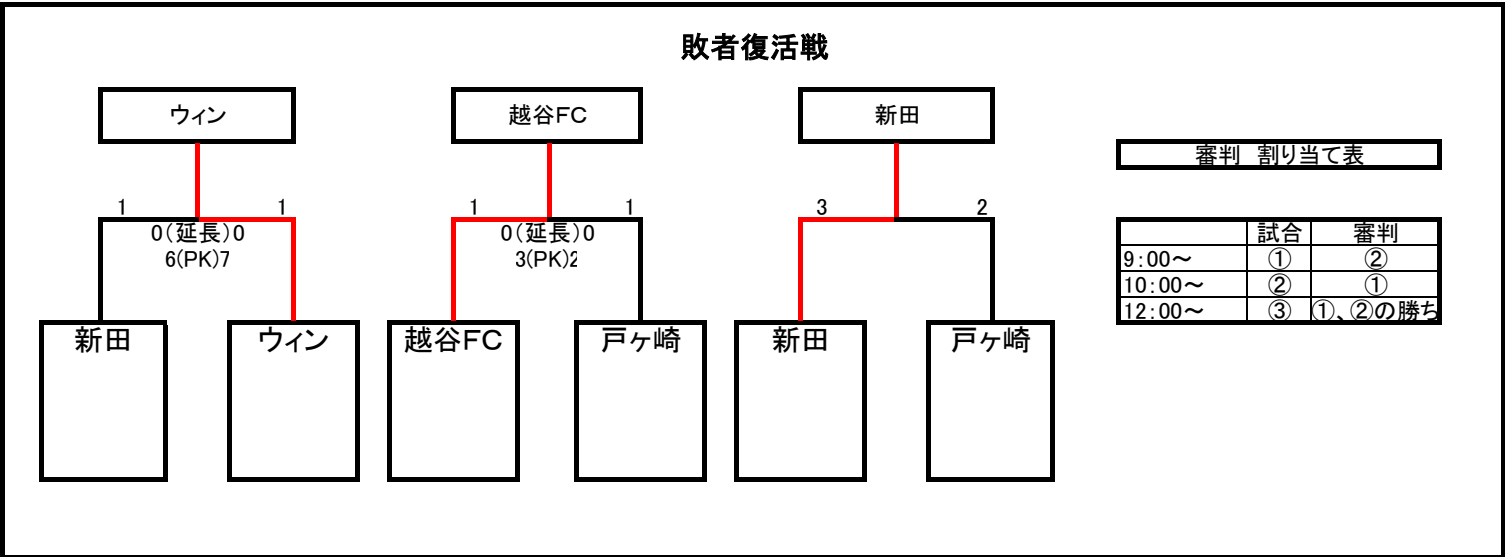 敗者復活戦
ウィン 越谷FC 新田
審判 割り当て表
1 1 1 1 3 2
0(延長)0 0(延長)0
6(PK)7 3(PK)2
試合 審判
9:00～ ① ②
10:00～ ② ①
12:00～ ③ ①、②の勝ち
新田 ウィン 越谷FC 戸ヶ崎 新田 戸ヶ崎